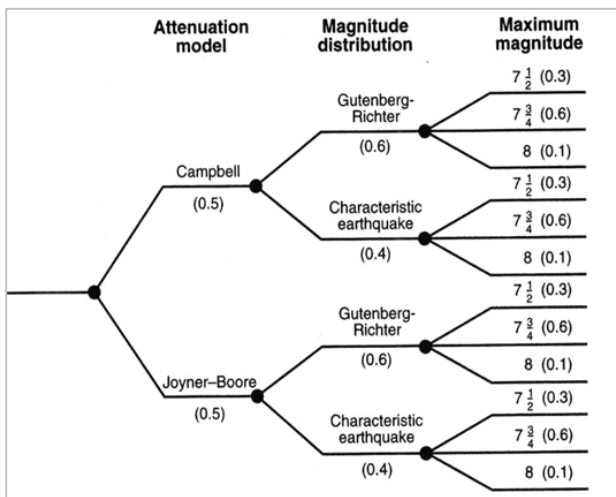 Attenuation
model
Magnitude
distribution
Maximum
magnitude
Campbell
(0.5)
Gutenberg-
Richter
(0.6)
7 1/2 (0.3)
7 3/4 (0.6)
8 (0.1)
Characteristic
earthquake
(0.4)
7 1/2 (0.3)
7 3/4 (0.6)
8 (0.1)
Joyner–Boore
(0.5)
Gutenberg-
Richter
(0.6)
7 1/2 (0.3)
7 3/4 (0.6)
8 (0.1)
Characteristic
earthquake
(0.4)
7 1/2 (0.3)
7 3/4 (0.6)
8 (0.1)